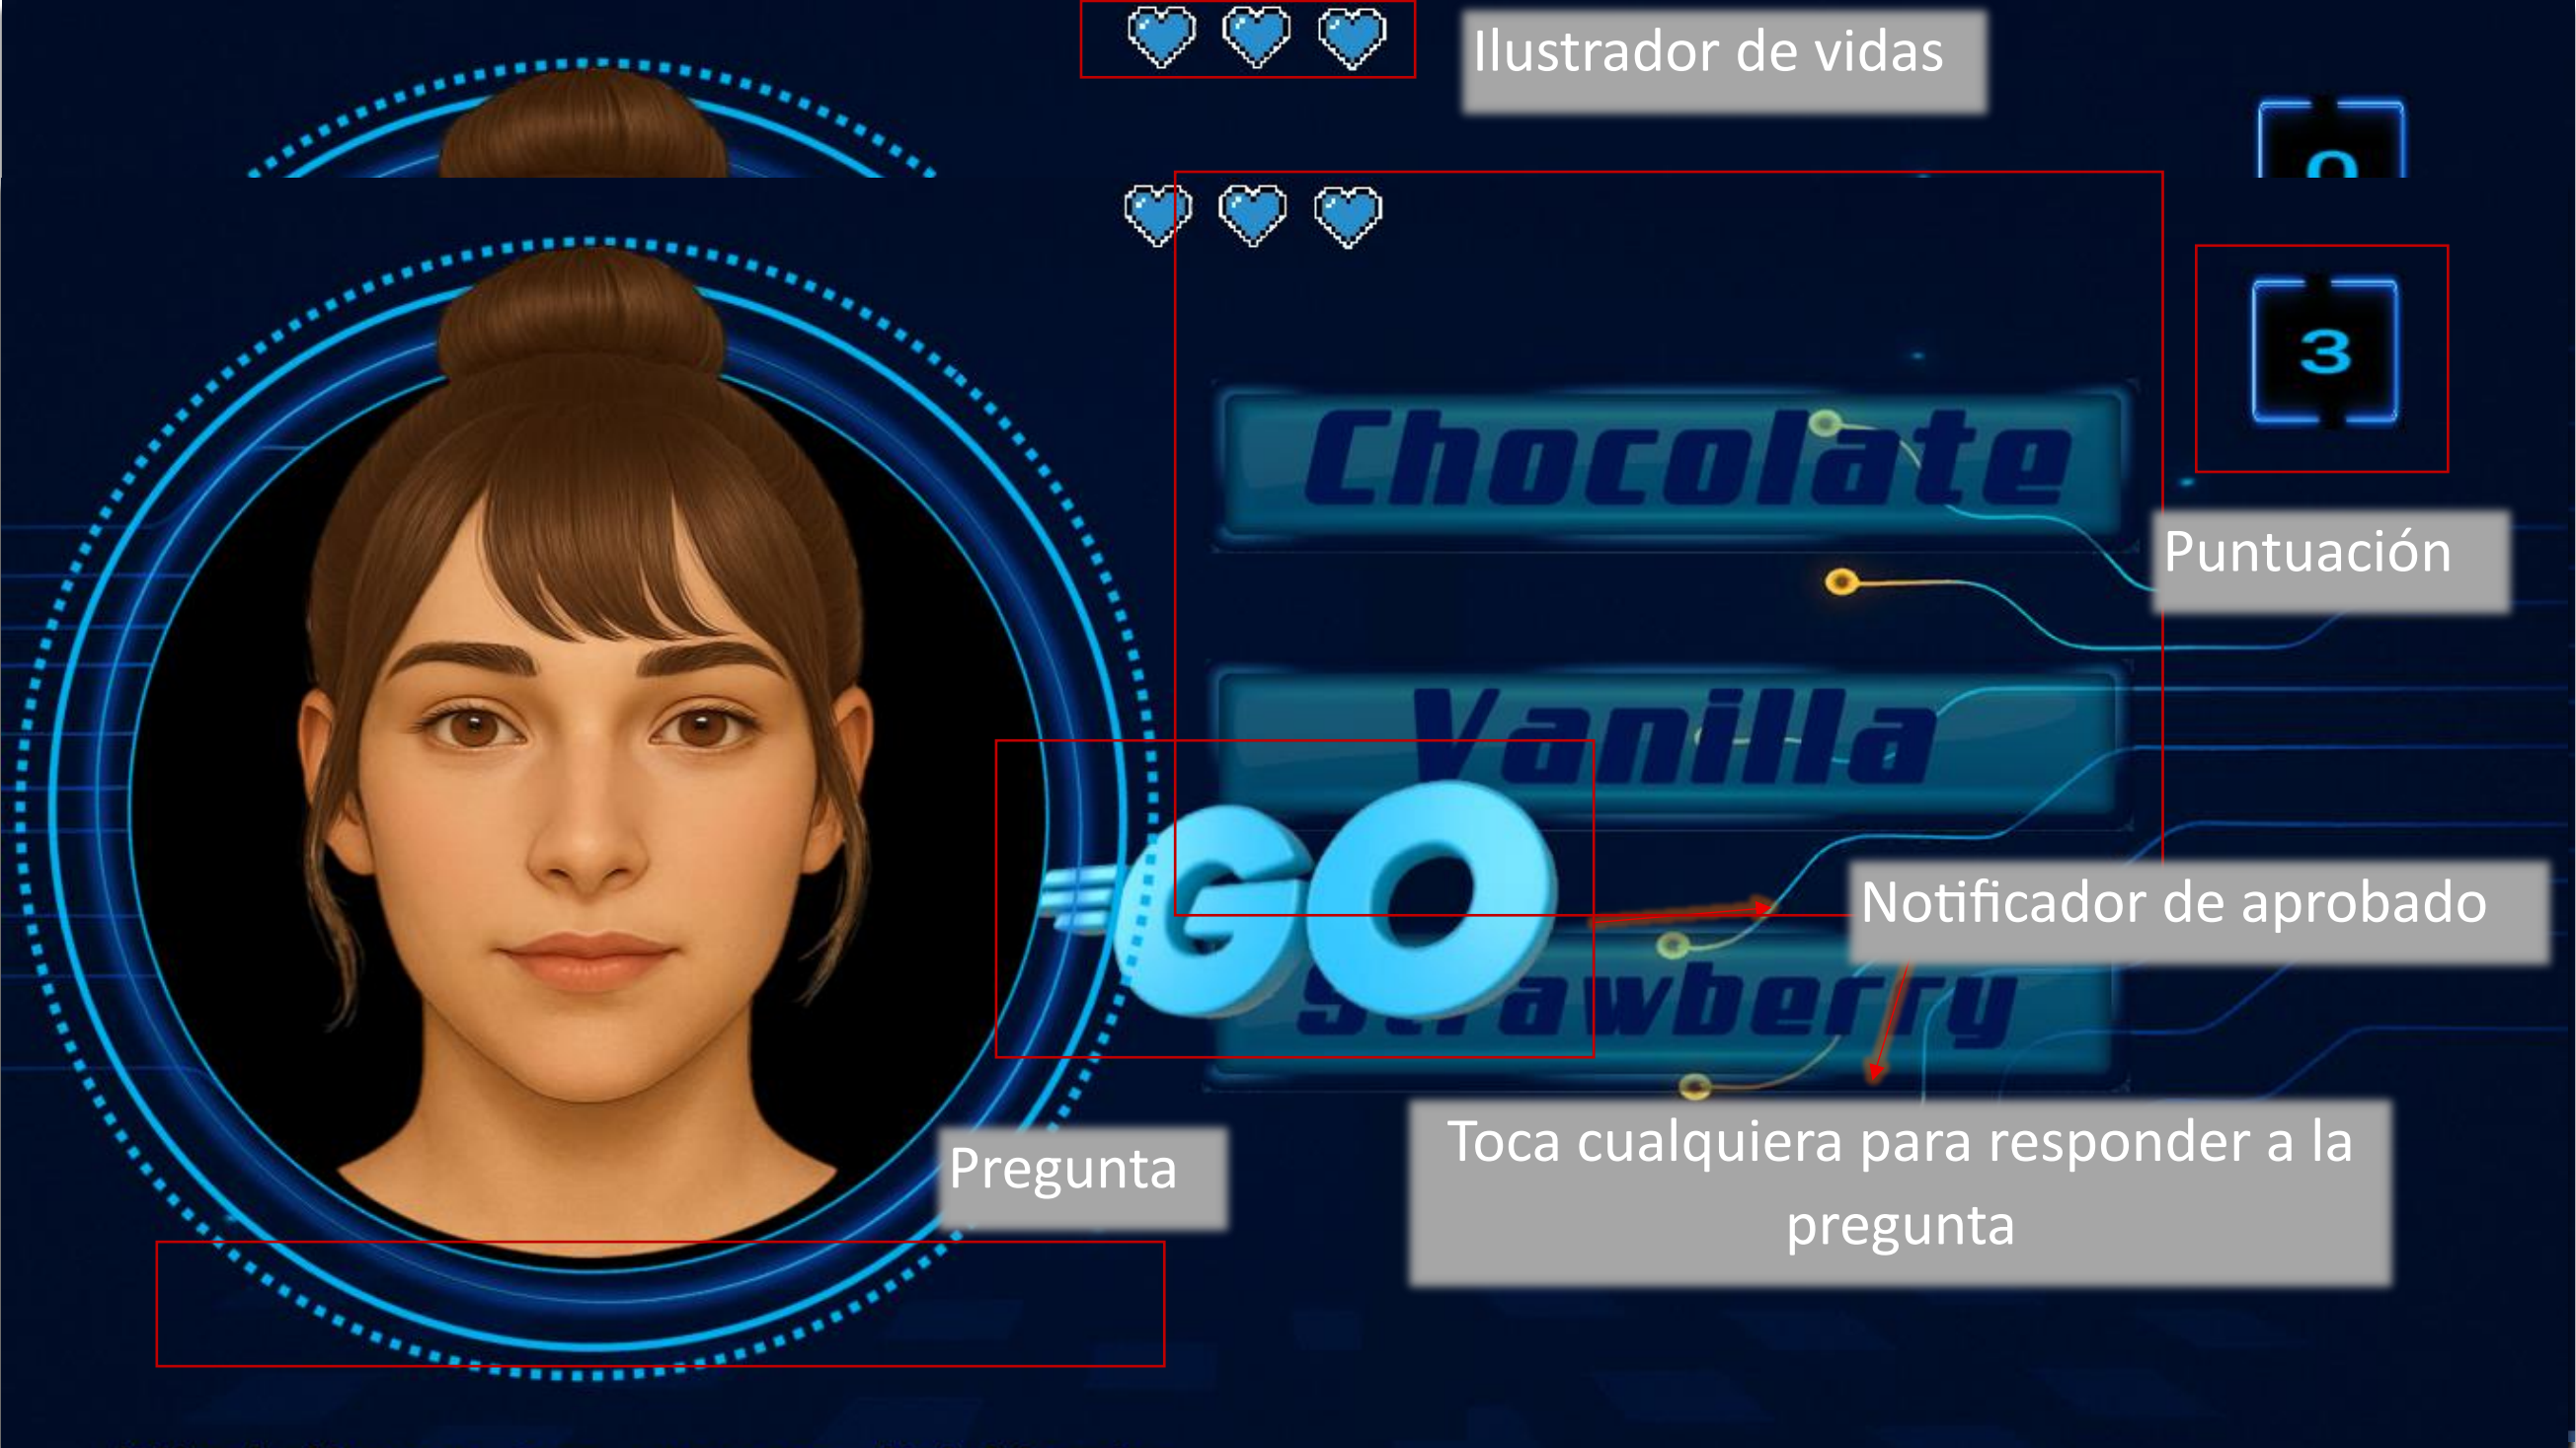 Ilustrador de vidas
0
3
Chocolate
Puntuación
Vanilla
GO
Notificador de aprobado
Strawberry
Pregunta
Toca cualquiera para responder a la
pregunta